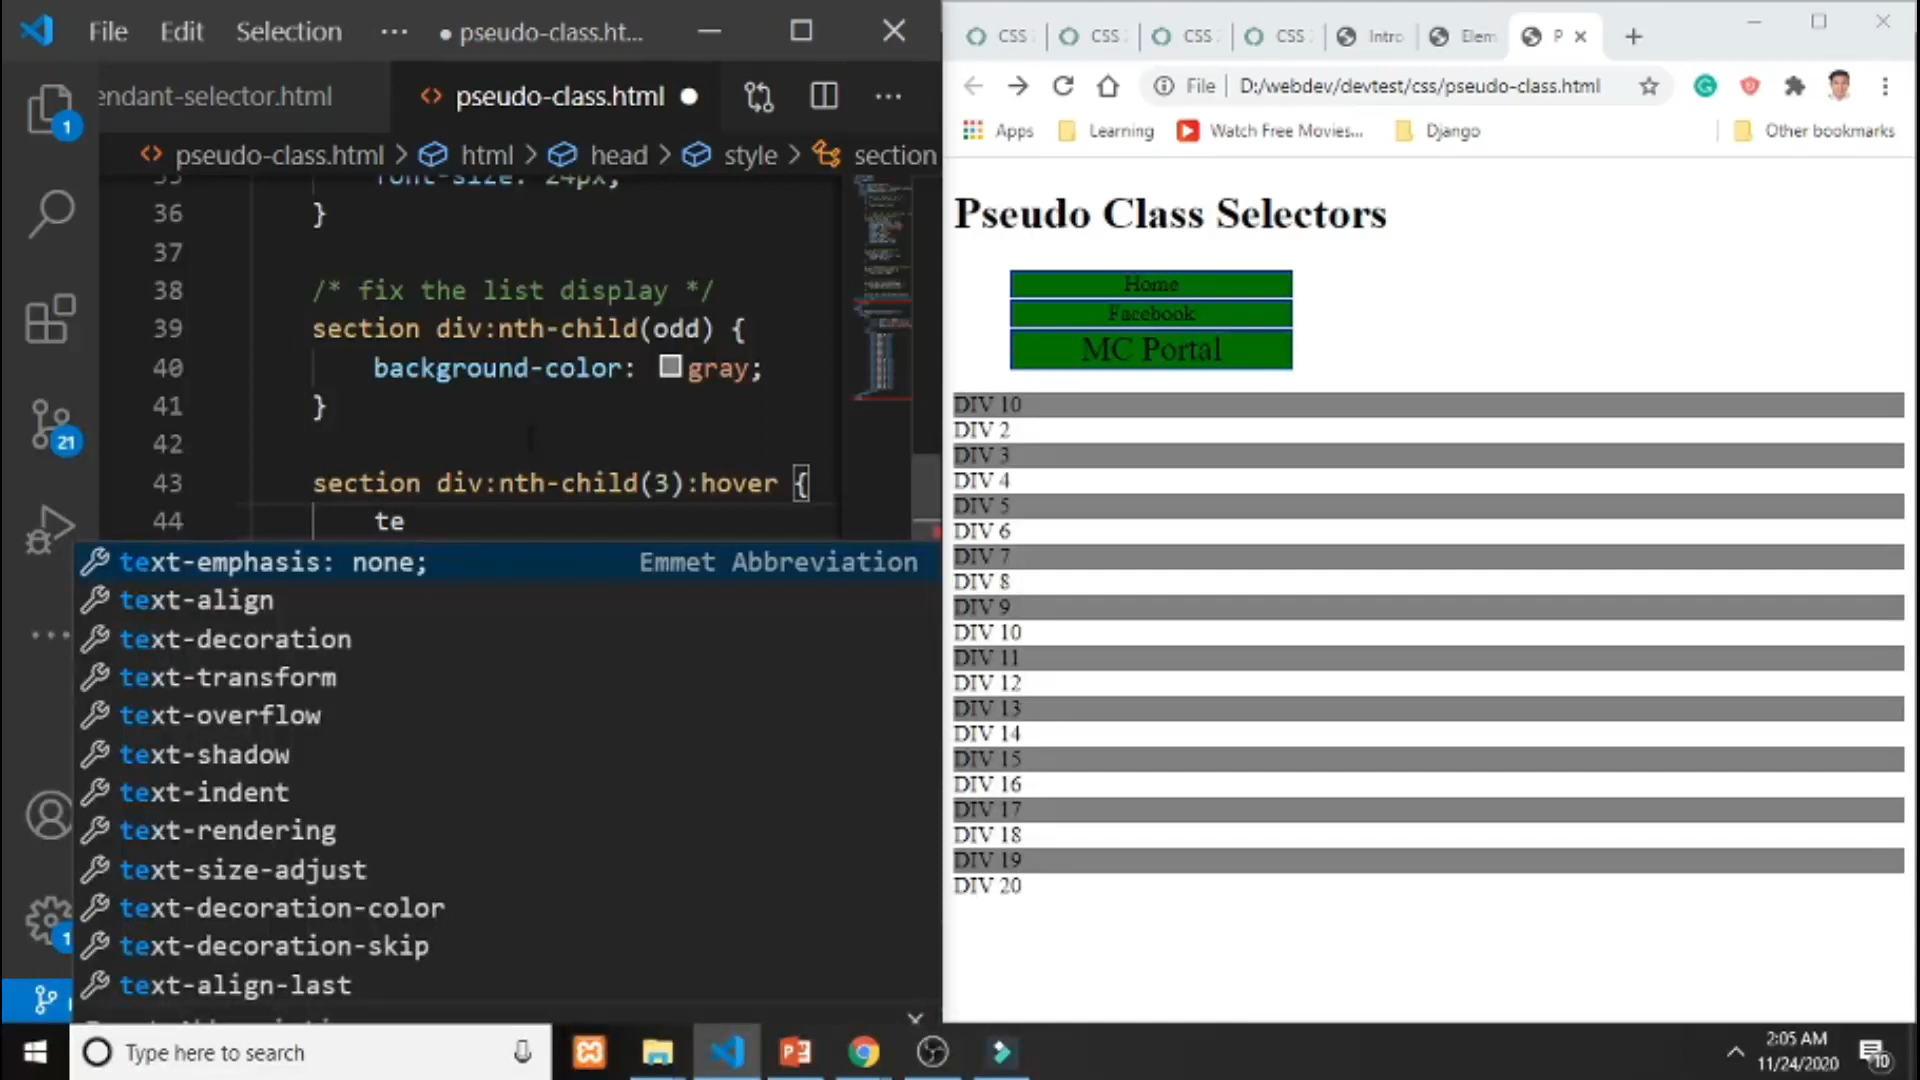 File Edit Selection ··· ● pseudo-class.ht...
endant-selector.html
<> pseudo-class.html ● ···
<> pseudo-class.html > html > head > style > section
35 font-size: 24px;
36 }
37
38 /* fix the list display */
39 section div:nth-child(odd) {
40 background-color: gray;
41 }
42
43 section div:nth-child(3):hover {
44 te
text-emphasis: none; Emmet Abbreviation
text-align
text-decoration
text-transform
text-overflow
text-shadow
text-indent
text-rendering
text-size-adjust
text-decoration-color
text-decoration-skip
text-align-last
1
21
1
CSS CSS CSS CSS Intro Elem P
File D:/webdev/devtest/css/pseudo-class.html
Apps Learning Watch Free Movies... Django Other bookmarks
Pseudo Class Selectors
Home
Facebook
MC Portal
DIV 10
DIV 2
DIV 3
DIV 4
DIV 5
DIV 6
DIV 7
DIV 8
DIV 9
DIV 10
DIV 11
DIV 12
DIV 13
DIV 14
DIV 15
DIV 16
DIV 17
DIV 18
DIV 19
DIV 20
Type here to search
2:05 AM
11/24/2020
10